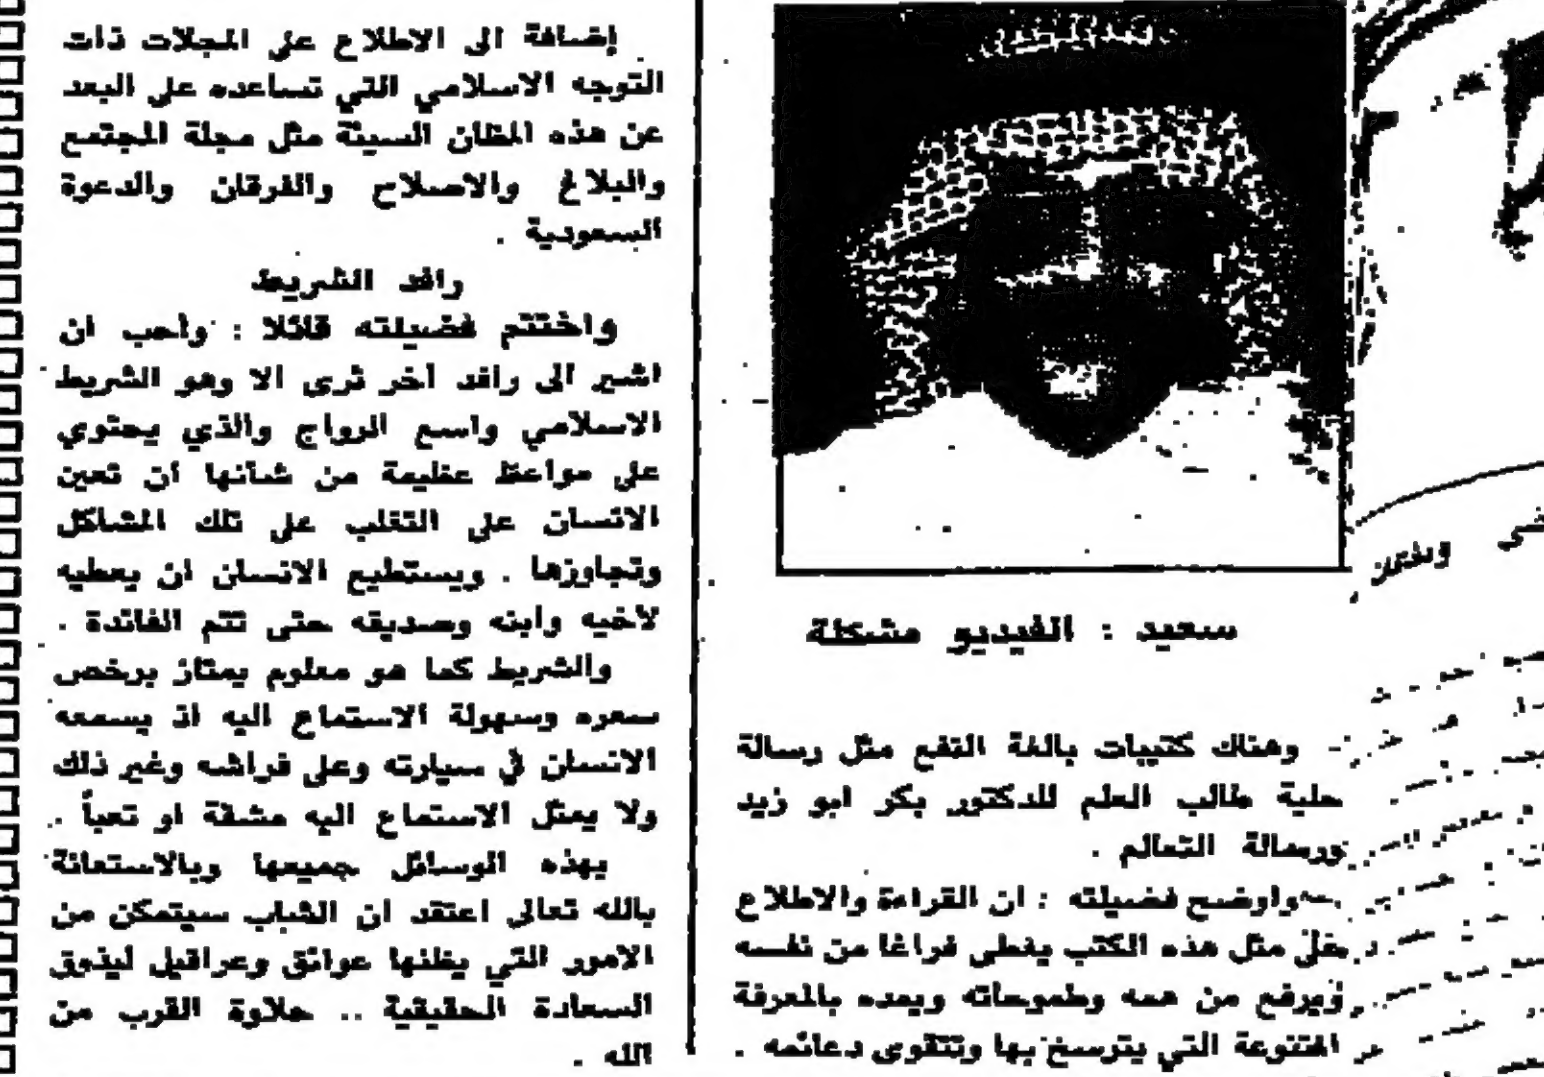 سعيد : الفيديو مشكلة
وهناك كتيبات بالغة النفع مثل رسالة
حلية طالب العلم للدكتور بكر ابو زيد
ورسالة التعالم .
واوضح فضيلته : ان القراءة والاطلاع
على مثل هذه الكتب يغطي فراغا من نفسه
ويرفع من همه وطموحاته ويمده بالمعرفة
المتنوعة التي يترسخ بها وتتقوى دعائمه .
إضافة الى الاطلاع على المجلات ذات
التوجه الاسلامي التي تساعده على البعد
عن هذه المظان السيئة مثل مجلة المجتمع
والبلاغ والاصلاح والفرقان والدعوة
السعودية .
رافد الشريط
واختتم فضيلته قائلا : واحب ان
اشير الى رافد آخر ثرى الا وهو الشريط
الاسلامي واسع الرواج والذي يحتوي
على مواعظ عظيمة من شأنها أن تعين
الانسان على التغلب على تلك المشاكل
وتجاوزها . ويستطيع الانسان ان يعطيه
لأخيه وابنه وصديقه حتى تتم الفائدة .
والشريط كما هو معلوم يمتاز برخص
سعره وسهولة الاستماع اليه اذ يسمعه
الانسان في سيارته وعلى فراشه وغير ذلك
ولا يمثل الاستماع اليه مشقة او تعباً .
بهذه الوسائل جميعها وبالاستعانة
بالله تعالى اعتقد ان الشباب سيتمكن من
الامور التي يظنها عوائق وعراقيل ليذوق
السعادة الحقيقية .. حلاوة القرب من
الله .